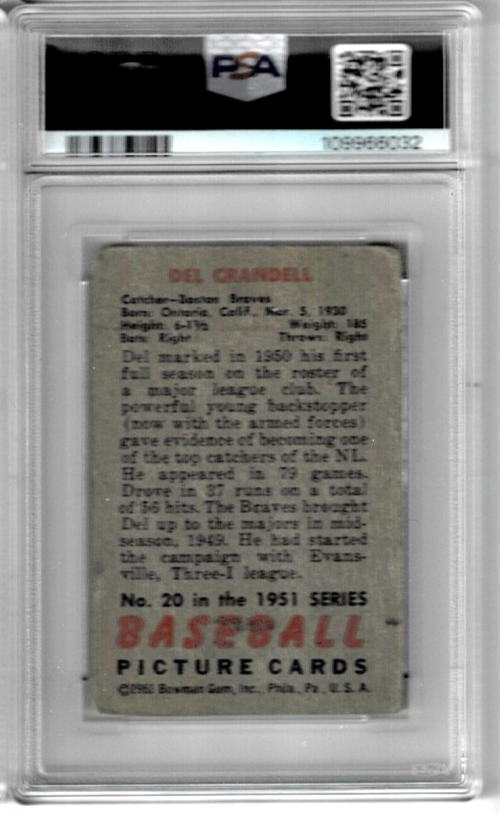 PSA
109966032
DEL CRANDELL
Catcher—Boston Braves
Born: Ontario, Calif., Mar. 5, 1930
Height: 6-1½ Weight: 185
Bats: Right Throws: Right
Del marked in 1950 his first
full season on the roster of
a major league club. The
powerful young backstopper
(now with the armed forces)
gave evidence of becoming one
of the top catchers of the NL.
He appeared in 79 games.
Drove in 37 runs on a total
of 56 hits. The Braves brought
Del up to the majors in mid-
season, 1949. He had started
the campaign with Evans-
ville, Three-I league.
No. 20 in the 1951 SERIES
BASEBALL
PICTURE CARDS
© Bowman Gum, Inc., Phila., Pa., U.S.A.